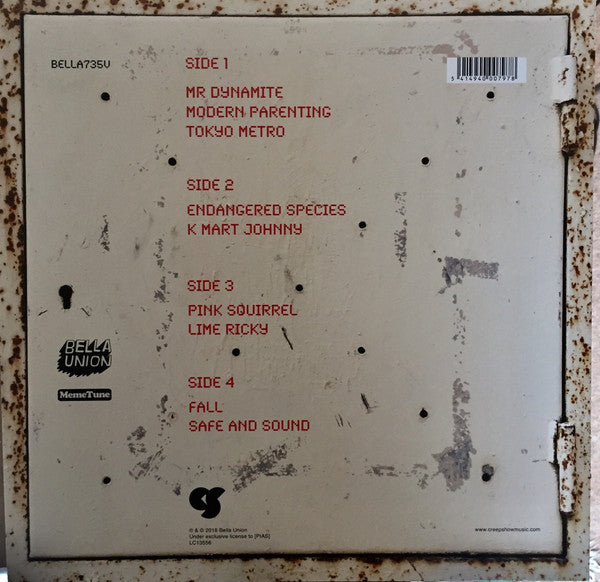 BELLA735V
SIDE 1
MR DYNAMITE
MODERN PARENTING
TOKYO METRO
5 414940 007978
SIDE 2
ENDANGERED SPECIES
K MART JOHNNY
SIDE 3
PINK SQUIRREL
LIME RICKY
BELLA
UNION
MemeTune
SIDE 4
FALL
SAFE AND SOUND
CS
℗ & © 2018 Bella Union
Under exclusive license to [PIAS]
LC13556
www.creepshowmusic.com